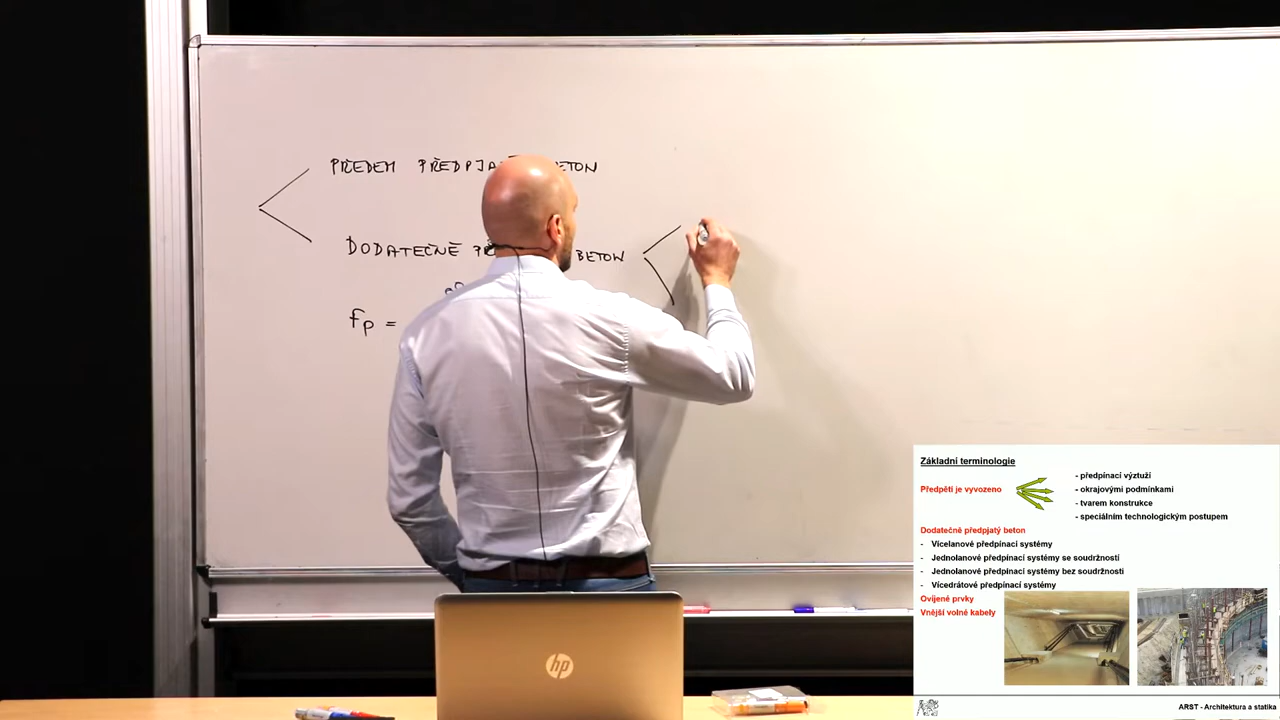 PŘEDEM BETON
DODATEČNĚ BETON
fp =
hp
Základní terminologie
Předpětí je vyvozeno
- předpínací výztuží
- okrajovými podmínkami
- tvarem konstrukce
- speciálním technologickým postupem
Dodatečně předpjatý beton
- Vícelanové předpínací systémy
- Jednolanové předpínací systémy se soudržností
- Jednolanové předpínací systémy bez soudržnosti
- Vícedrátové předpínací systémy
Ovíjené prvky
Vnější volné kabely
ARST - Architektura a statika